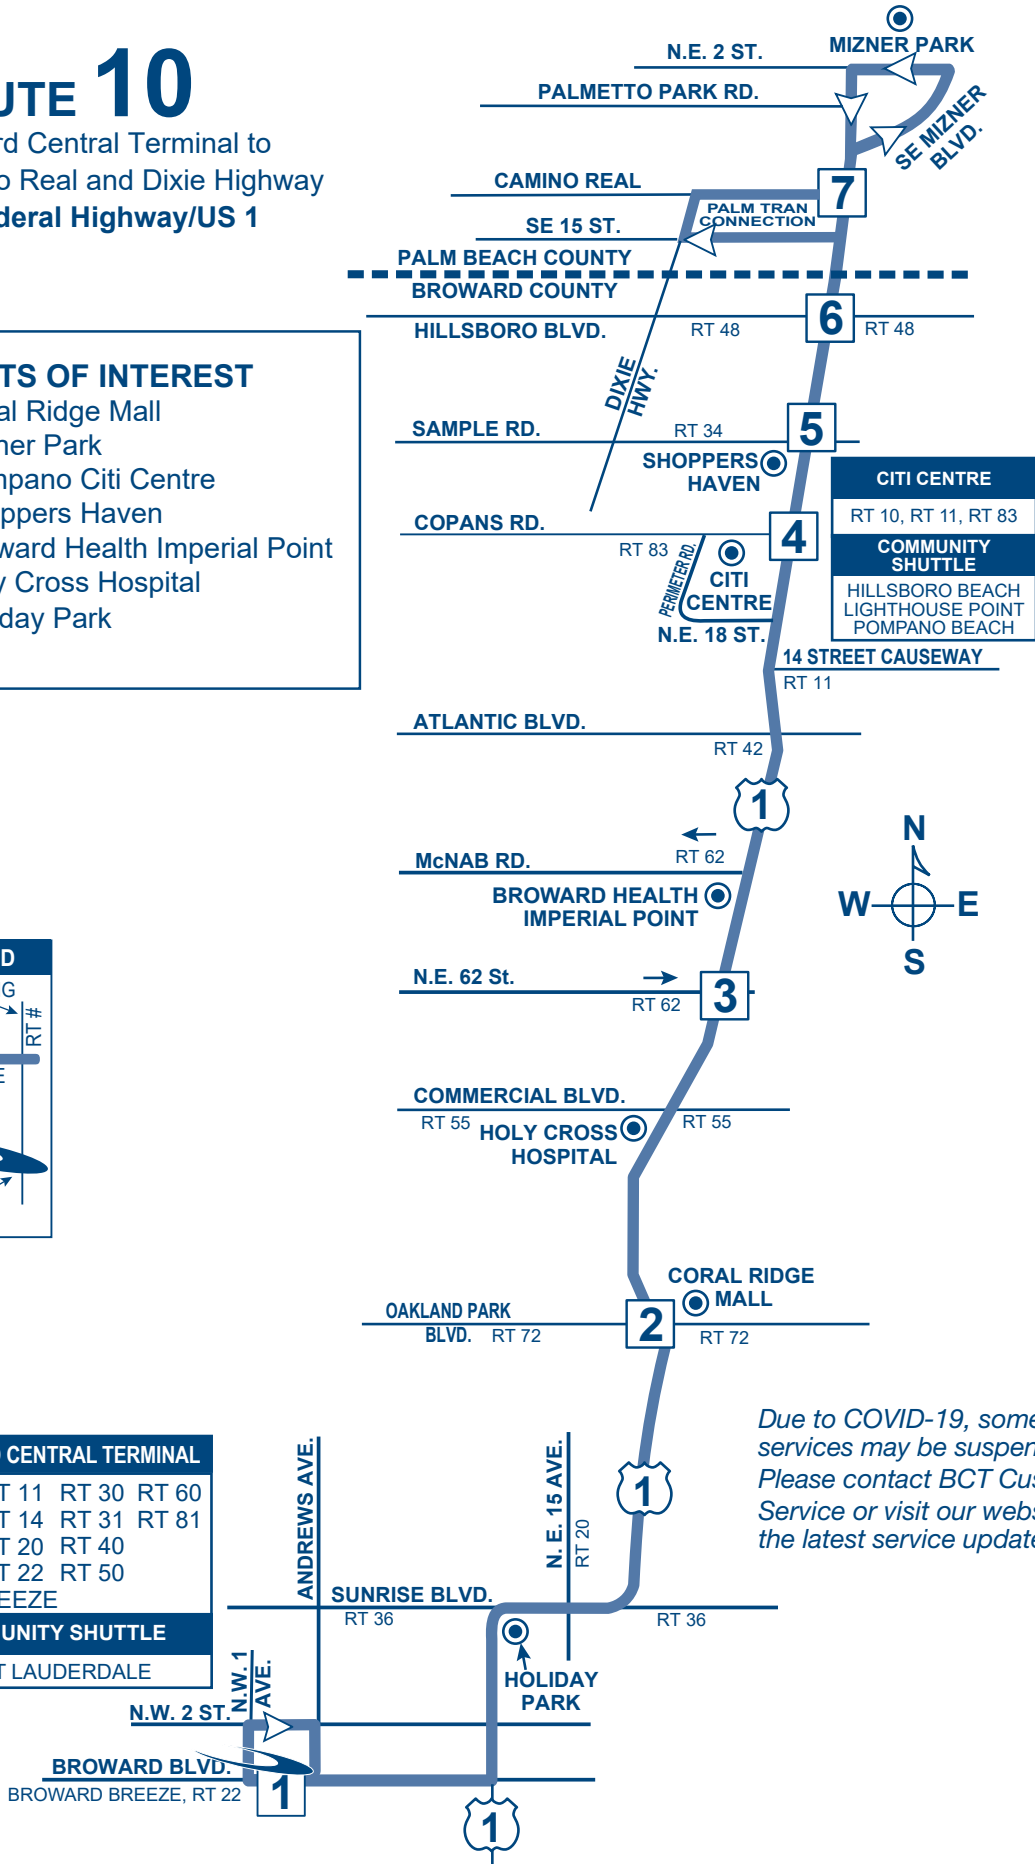 UTE 10
rd Central Terminal to
o Real and Dixie Highway
deral Highway/US 1
TS OF INTEREST
al Ridge Mall
ner Park
mpano Citi Centre
ppers Haven
ward Health Imperial Point
y Cross Hospital
iday Park
MIZNER PARK
N.E. 2 ST.
PALMETTO PARK RD.
SE MIZNER
BLVD.
CAMINO REAL
7
PALM TRAN
CONNECTION
SE 15 ST.
PALM BEACH COUNTY
BROWARD COUNTY
6
HILLSBORO BLVD.
RT 48
RT 48
DIXIE
HWY.
SAMPLE RD.
RT 34
5
SHOPPERS
HAVEN
CITI CENTRE
RT 10, RT 11, RT 83
COMMUNITY
SHUTTLE
HILLSBORO BEACH
LIGHTHOUSE POINT
POMPANO BEACH
COPANS RD.
4
RT 83
PERIMETER RD.
CITI
CENTRE
N.E. 18 ST.
14 STREET CAUSEWAY
RT 11
ATLANTIC BLVD.
RT 42
1
McNAB RD.
RT 62
BROWARD HEALTH
IMPERIAL POINT
N
W E
S
N.E. 62 St.
RT 62
3
D
G
RT #
E
COMMERCIAL BLVD.
RT 55
RT 55
HOLY CROSS
HOSPITAL
CORAL RIDGE
MALL
OAKLAND PARK
BLVD.
RT 72
2
RT 72
Due to COVID-19, some
services may be suspen
Please contact BCT Cus
Service or visit our webs
the latest service update
CENTRAL TERMINAL
T 11 RT 30 RT 60
T 14 RT 31 RT 81
T 20 RT 40
T 22 RT 50
EEZE
UNITY SHUTTLE
T LAUDERDALE
ANDREWS AVE.
N. E. 15 AVE.
RT 20
1
SUNRISE BLVD.
RT 36
RT 36
HOLIDAY
PARK
N.W. 1
AVE.
N.W. 2 ST.
BROWARD BLVD.
BROWARD BREEZE, RT 22
1
1